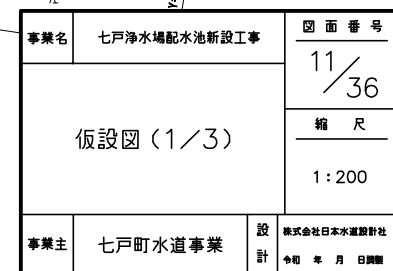 事業名
七戸浄水場配水池新設工事
図面番号
11/36
仮設図(1/3)
縮尺
1:200
事業主
七戸町水道事業
設計
株式会社日本水道設計社
令和 年 月 日調製